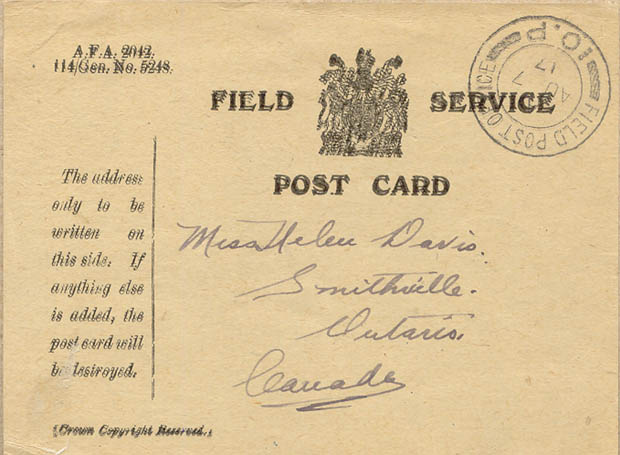 A.F.A. 2042.
114/Gen. No. 5248.
FIELD SERVICE
POST CARD
FIELD POST OFFICE
10.P
AU 7
17
The address
only to be
written on
this side. If
anything else
is added, the
post card will
be destroyed.
Miss Helen Davis.
Smithville.
Ontario.
Canada
(Crown Copyright Reserved.)